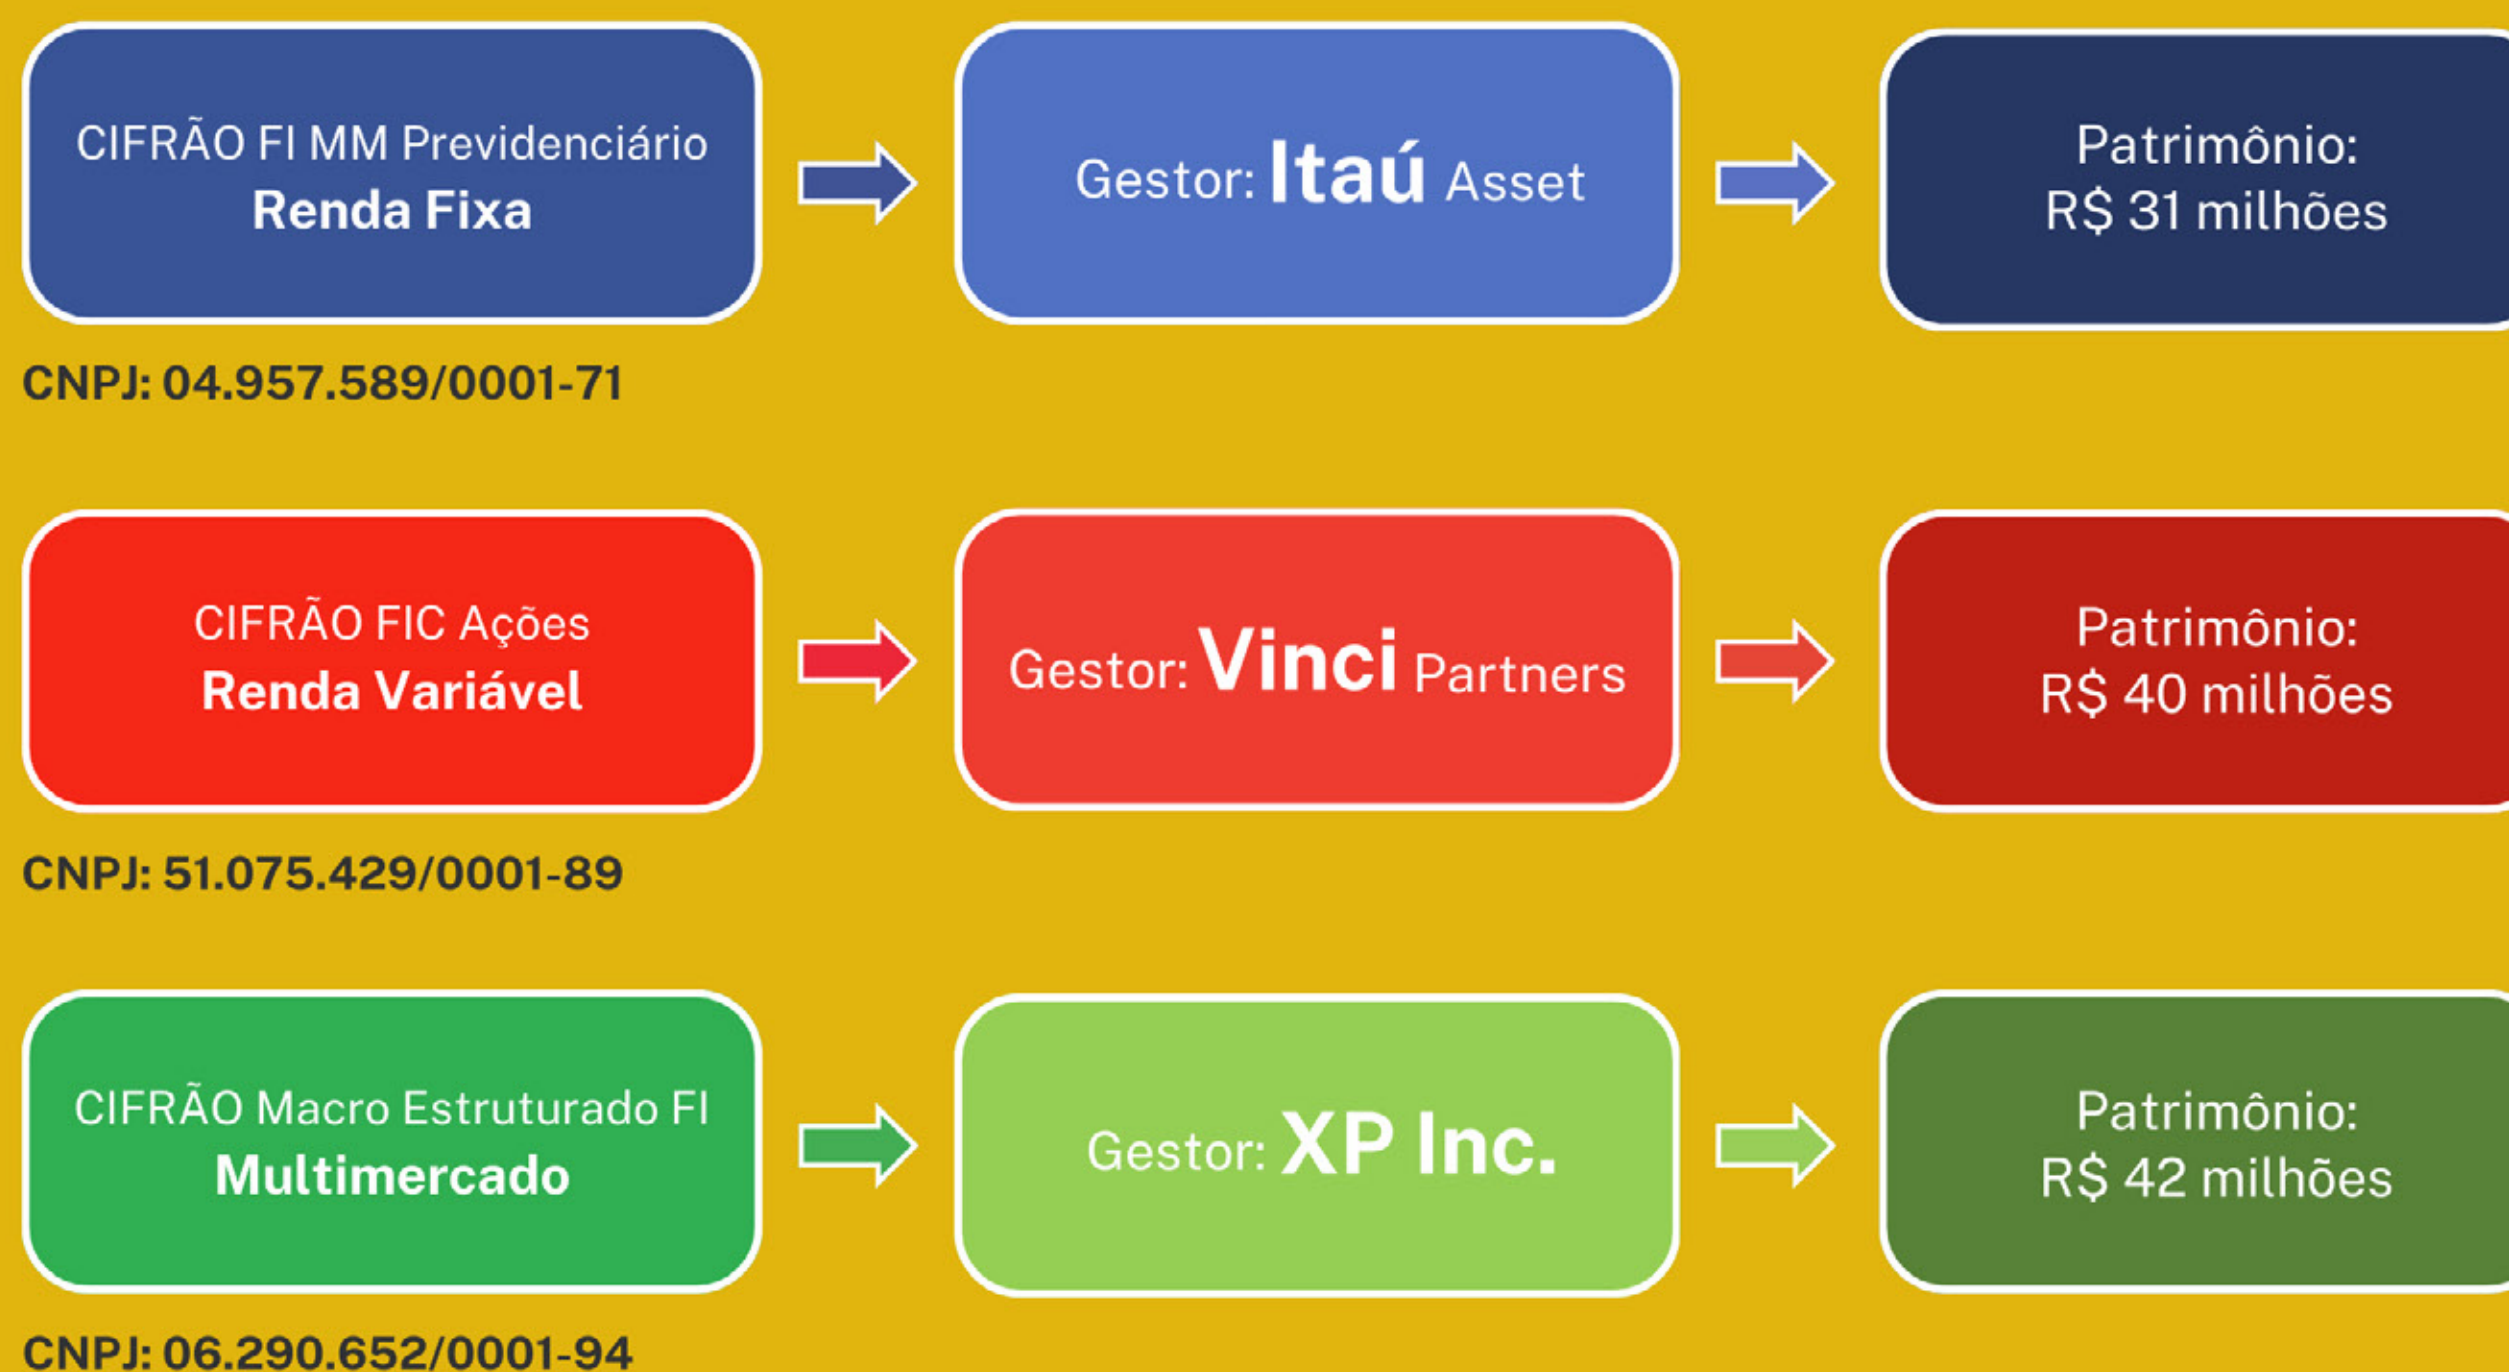 CIFRÃO FI MM Previdenciário
Renda Fixa
Gestor: Itaú Asset
Patrimônio:
R$ 31 milhões
CNPJ: 04.957.589/0001-71
CIFRÃO FIC Ações
Renda Variável
Gestor: Vinci Partners
Patrimônio:
R$ 40 milhões
CNPJ: 51.075.429/0001-89
CIFRÃO Macro Estruturado FI
Multimercado
Gestor: XP Inc.
Patrimônio:
R$ 42 milhões
CNPJ: 06.290.652/0001-94